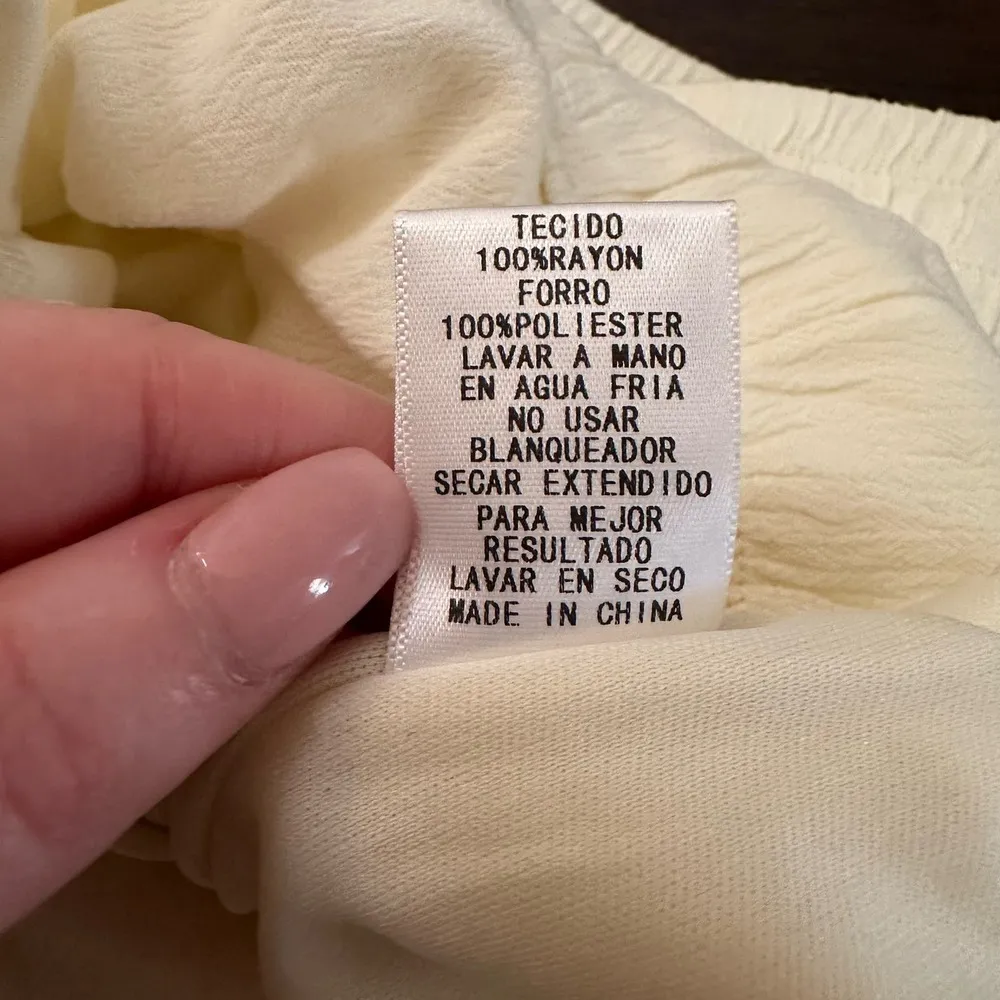 TECIDO
100%RAYON
FORRO
100%POLIESTER
LAVAR A MANO
EN AGUA FRIA
NO USAR
BLANQUEADOR
SECAR EXTENDIDO
PARA MEJOR
RESULTADO
LAVAR EN SECO
MADE IN CHINA